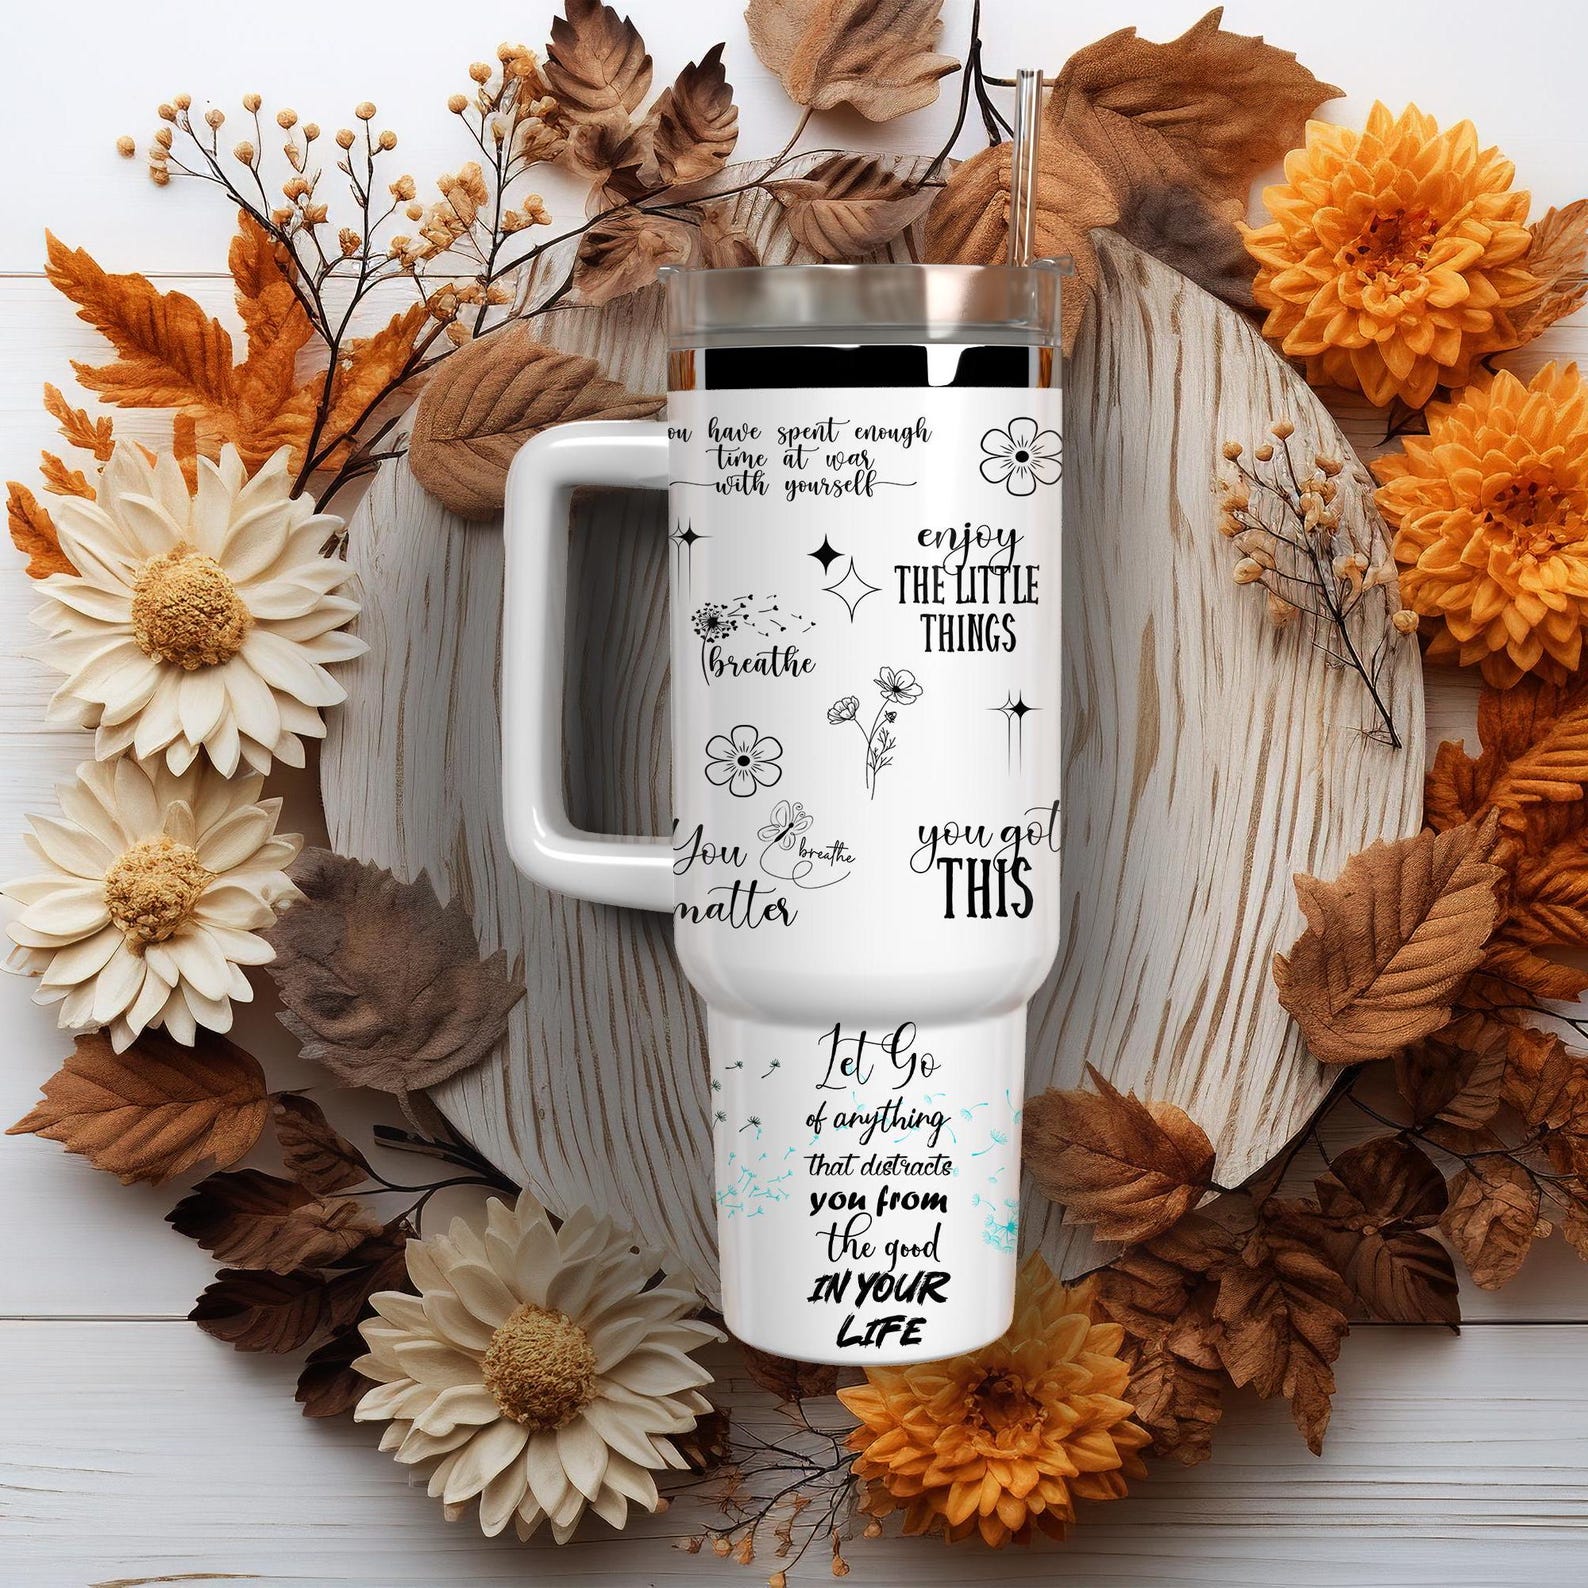 ou have spent enough
time at war
with yourself
enjoy
THE LITTLE
THINGS
breathe
You
matter
breathe
you got
THIS
Let Go
of anything
that distracts
you from
the good
IN YOUR
LIFE